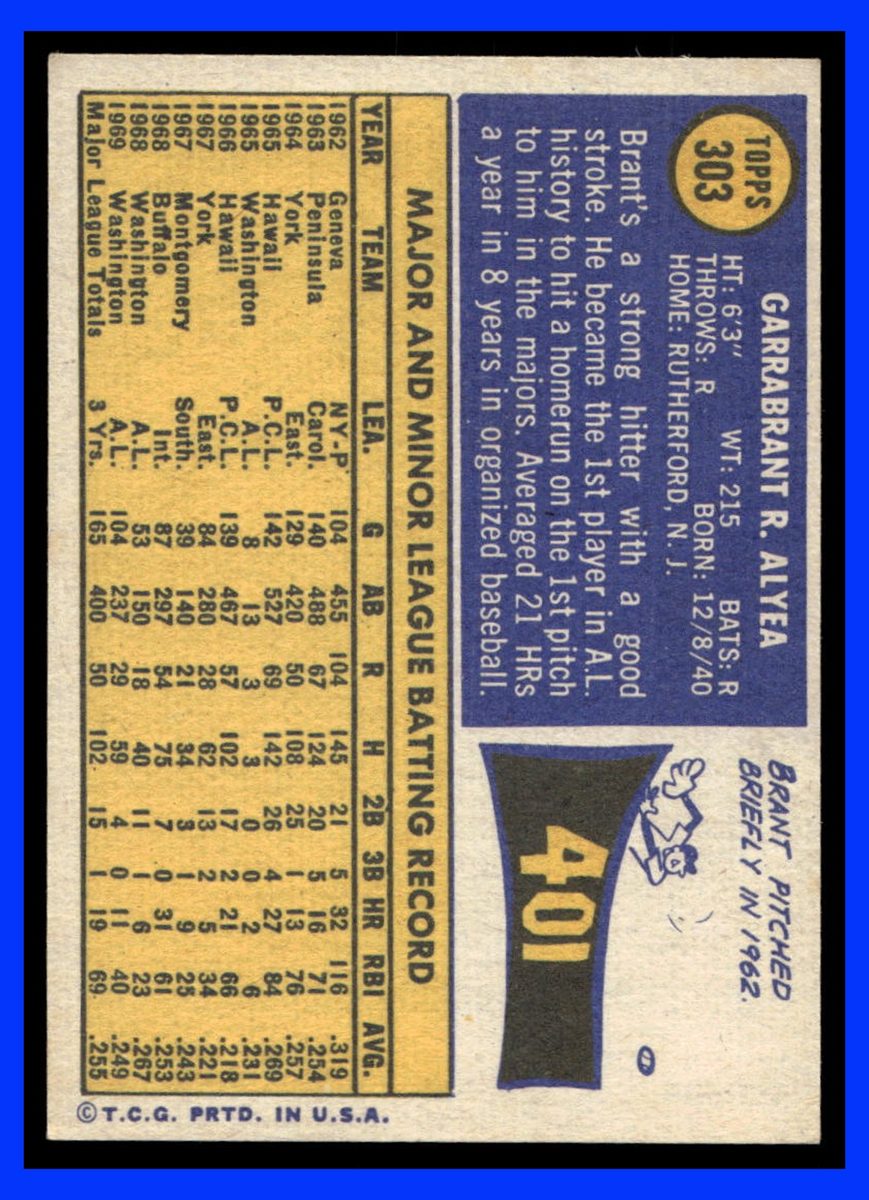 TOPPS
303
GARRABRANT R. ALYEA
HT: 6'3" WT: 215 BATS: R
THROWS: R BORN: 12/8/40
HOME: RUTHERFORD, N. J.
Brant's a strong hitter with a good
stroke. He became the 1st player in A.L.
history to hit a homerun on the 1st pitch
to him in the majors. Averaged 21 HRs
a year in 8 years in organized baseball.
BRANT PITCHED
BRIEFLY IN 1962.
401
MAJOR AND MINOR LEAGUE BATTING RECORD
YEAR TEAM LEA. G AB R H 2B 3B HR RBI AVG.
1962 Geneva NY-P 104 455 104 145 21 5 32 116 .319
1963 Peninsula Carol. 140 488 67 124 20 5 16 71 .254
1964 York East. 129 420 50 108 25 1 13 76 .257
1965 Hawaii P.C.L. 142 527 69 142 26 4 27 84 .269
1965 Washington A.L. 8 13 3 3 0 0 2 6 .231
1966 Hawaii P.C.L. 139 467 57 102 17 2 21 66 .218
1967 York East. 84 280 28 62 13 2 5 34 .221
1967 Montgomery South. 39 140 21 34 3 1 9 25 .243
1968 Buffalo Int. 87 297 54 75 7 0 31 61 .253
1968 Washington A.L. 53 150 18 40 11 1 6 23 .267
1969 Washington A.L. 104 237 29 59 4 0 11 40 .249
Major League Totals 3 Yrs. 165 400 50 102 15 1 19 69 .255
© T.C.G. PRTD. IN U.S.A.